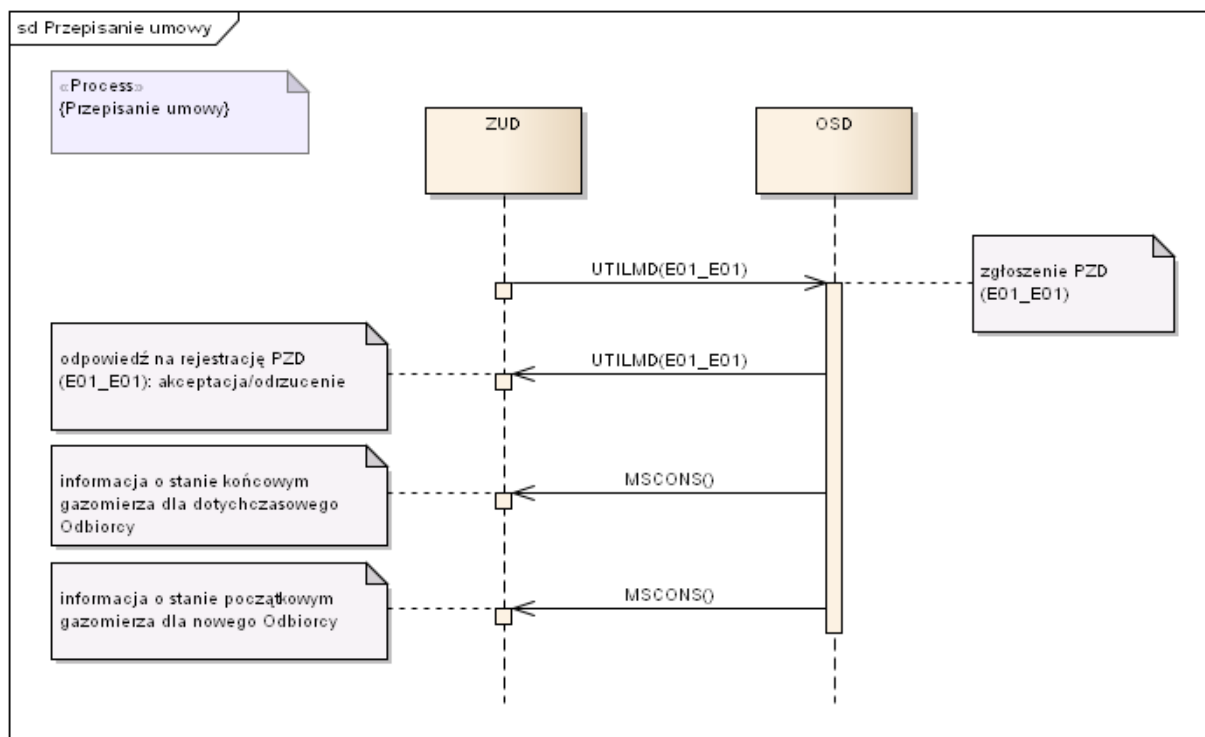 sd Przepisanie umowy
«Process»
{Przepisanie umowy}
ZUD
OSD
UTILMD(E01_E01)
zgłoszenie PZD
(E01_E01)
odpowiedź na rejestrację PZD
(E01_E01): akceptacja/odrzucenie
UTILMD(E01_E01)
informacja o stanie końcowym
gazomierza dla dotychczasowego
Odbiorcy
MSCONS()
informacja o stanie początkowym
gazomierza dla nowego Odbiorcy
MSCONS()